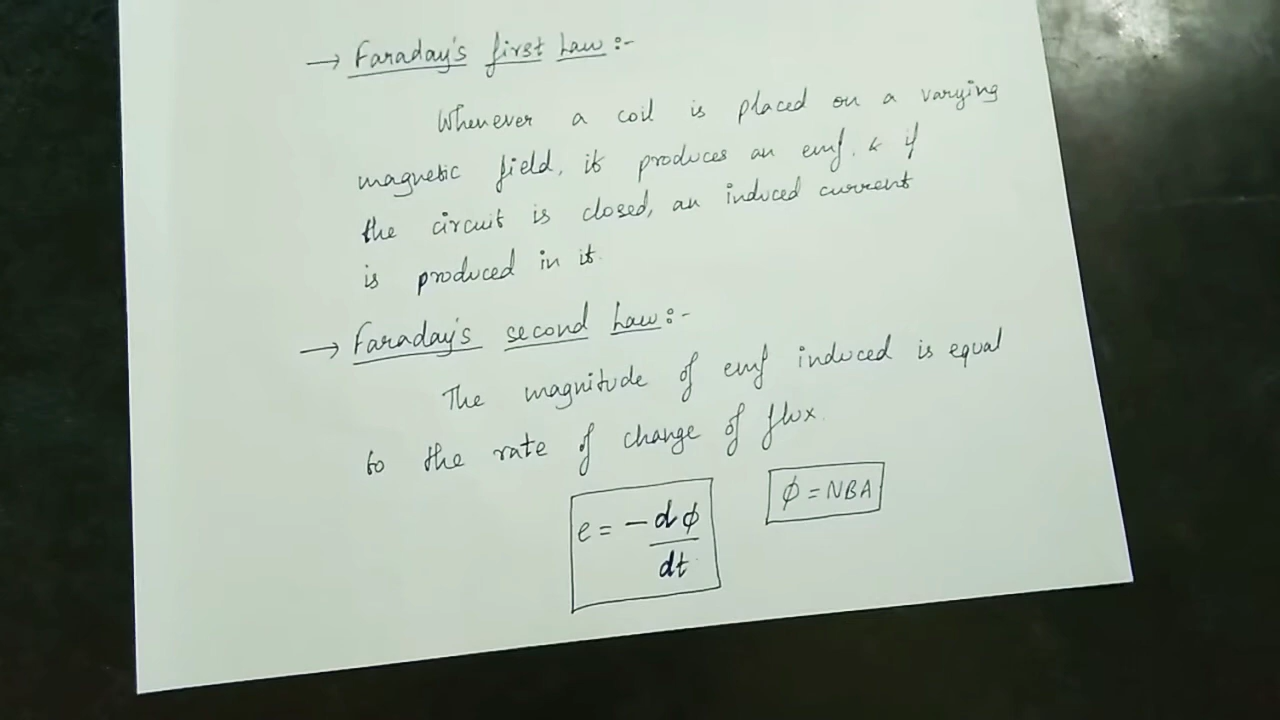 → Faraday's first Law :-
Whenever a coil is placed on a varying
magnetic field, it produces an emf. & if
the circuit is closed, an induced current
is produced in it.
→ Faraday's second Law :-
The magnitude of emf induced is equal
to the rate of change of flux.
e = - dϕ/dt
ϕ = NBA